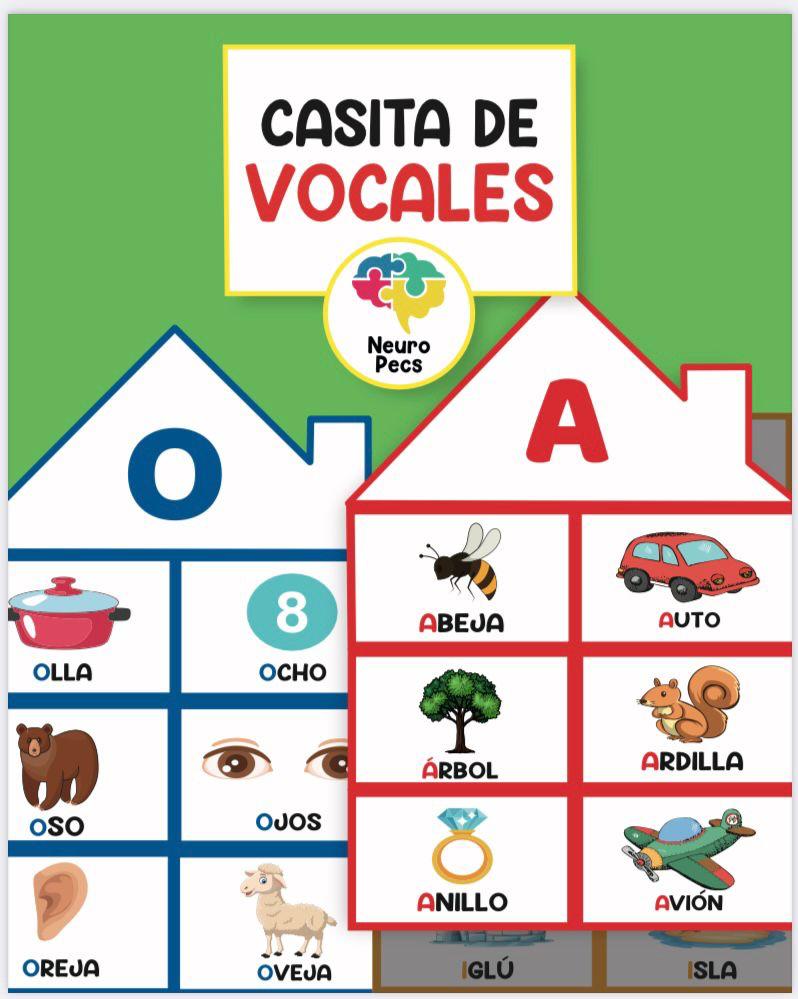 CASITA DE
VOCALES
Neuro
Pecs
O
OLLA
8
OCHO
OSO
OJOS
OREJA
OVEJA
A
ABEJA
AUTO
ÁRBOL
ARDILLA
ANILLO
AVIÓN
IGLÚ
ISLA